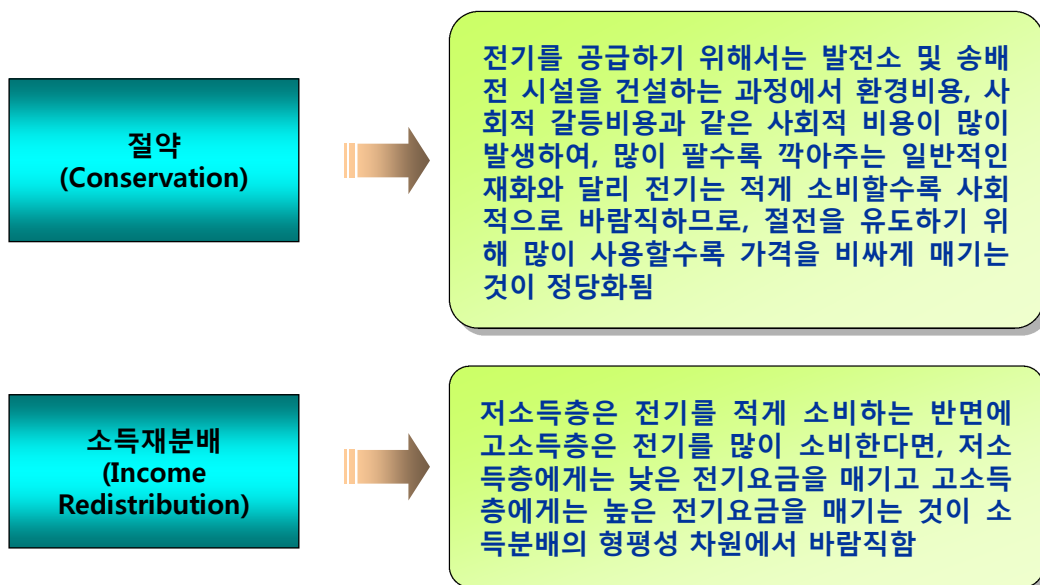 절약
(Conservation)
전기를 공급하기 위해서는 발전소 및 송배
전 시설을 건설하는 과정에서 환경비용, 사
회적 갈등비용과 같은 사회적 비용이 많이
발생하여, 많이 팔수록 깍아주는 일반적인
재화와 달리 전기는 적게 소비할수록 사회
적으로 바람직하므로, 절전을 유도하기 위
해 많이 사용할수록 가격을 비싸게 매기는
것이 정당화됨
소득재분배
(Income
Redistribution)
저소득층은 전기를 적게 소비하는 반면에
고소득층은 전기를 많이 소비한다면, 저소
득층에게는 낮은 전기요금을 매기고 고소득
층에게는 높은 전기요금을 매기는 것이 소
득분배의 형평성 차원에서 바람직함